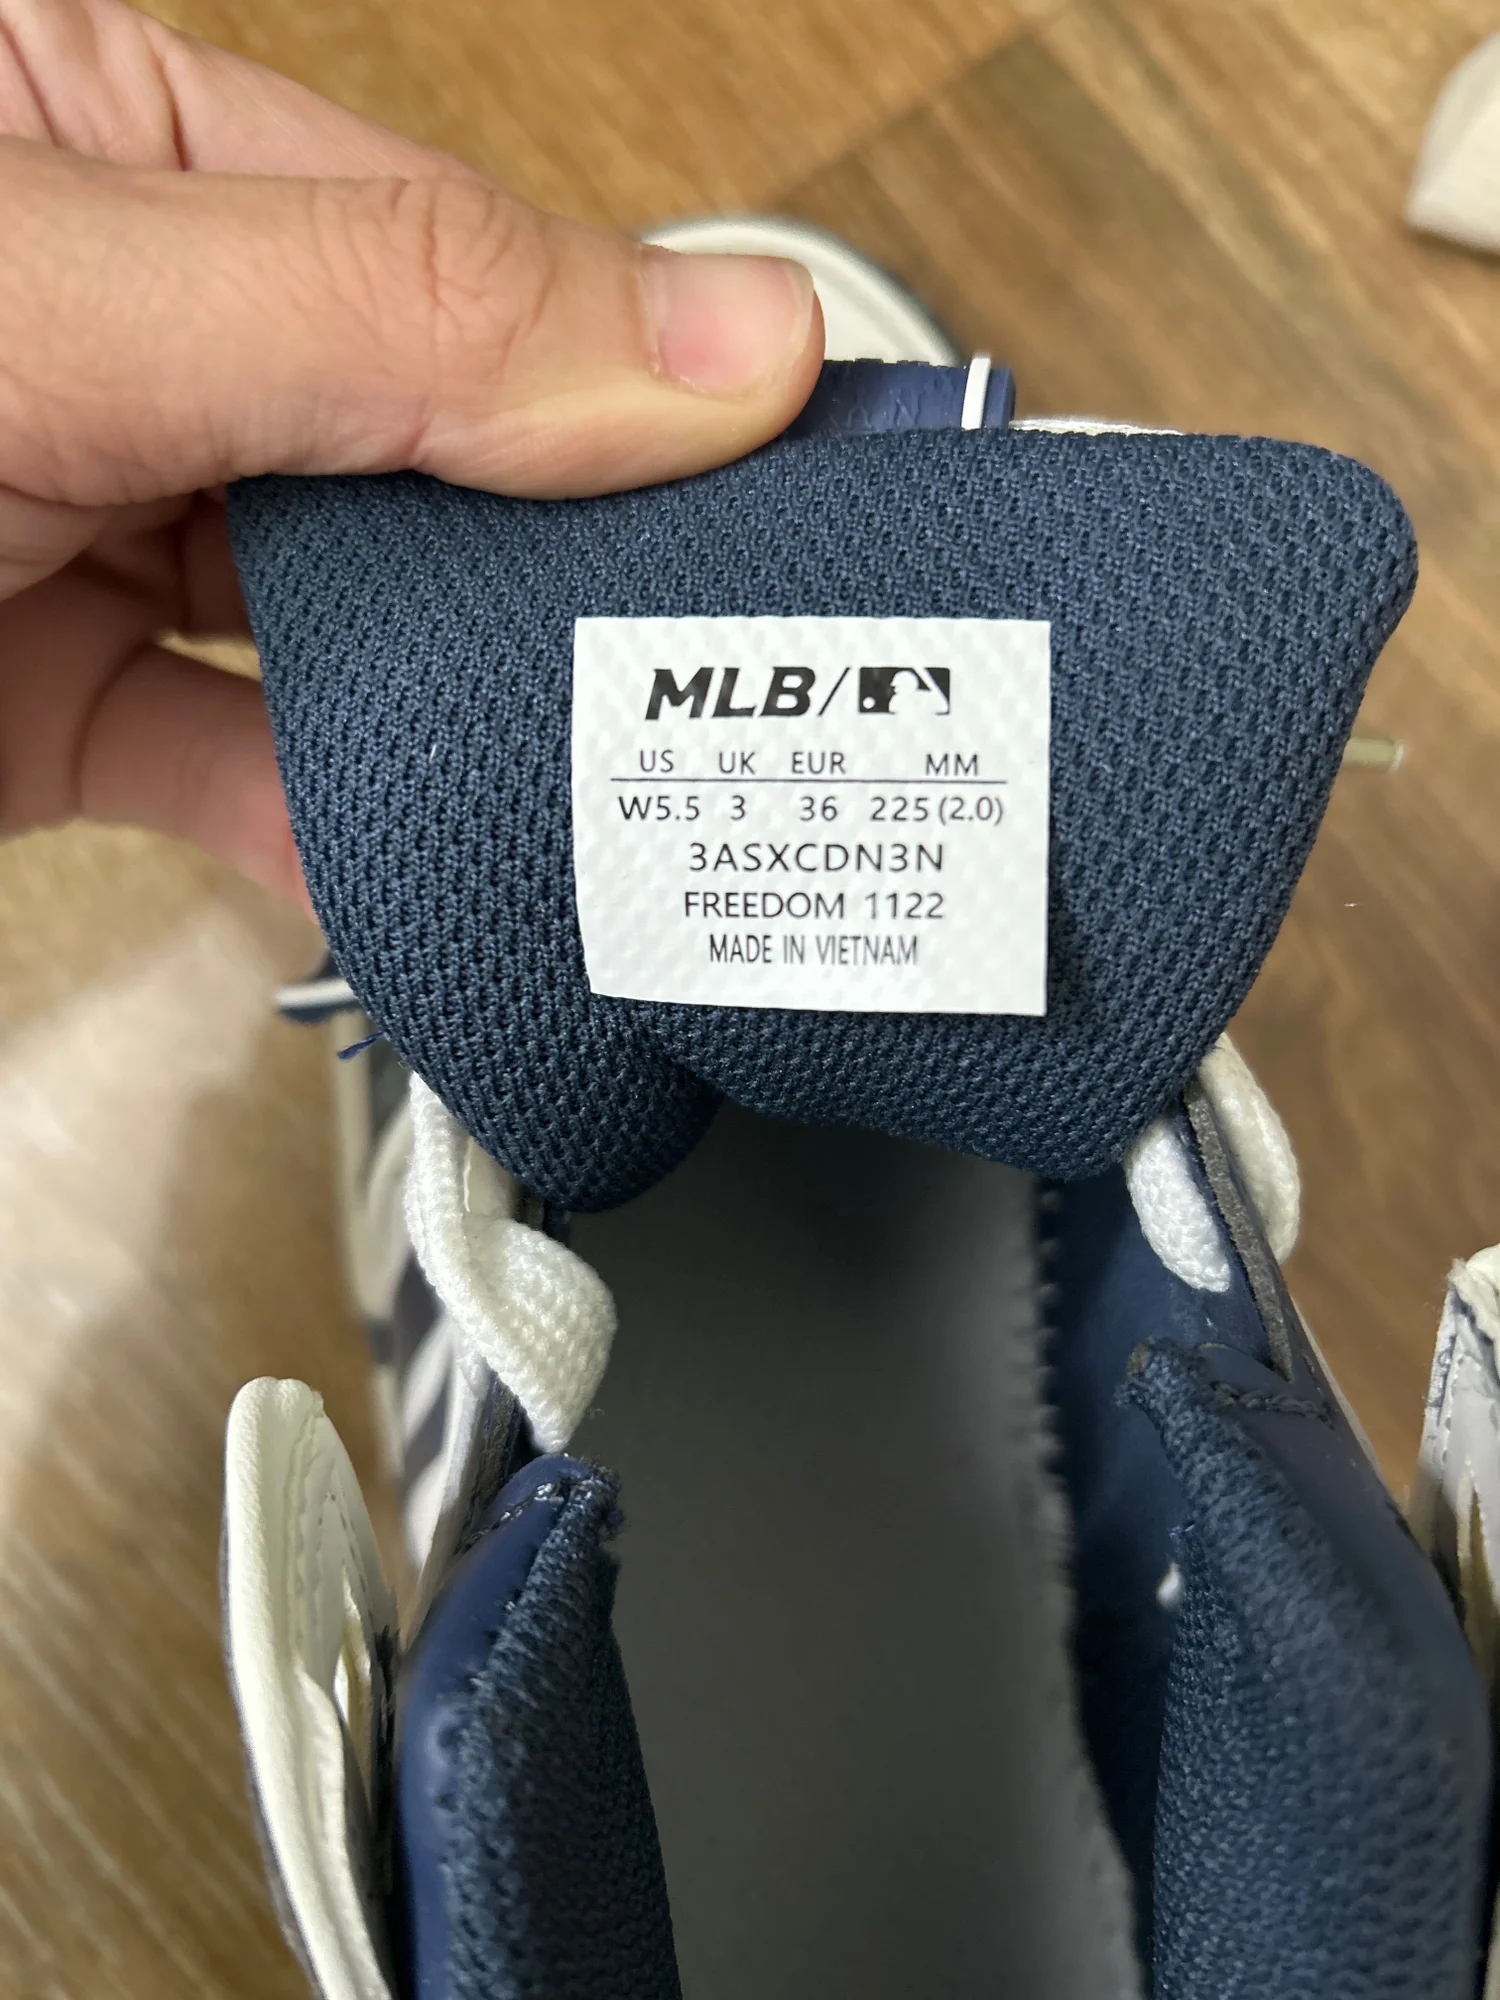 MLB/
US UK EUR MM
W5.5 3 36 225(2.0)
3ASXCDN3N
FREEDOM 1122
MADE IN VIETNAM